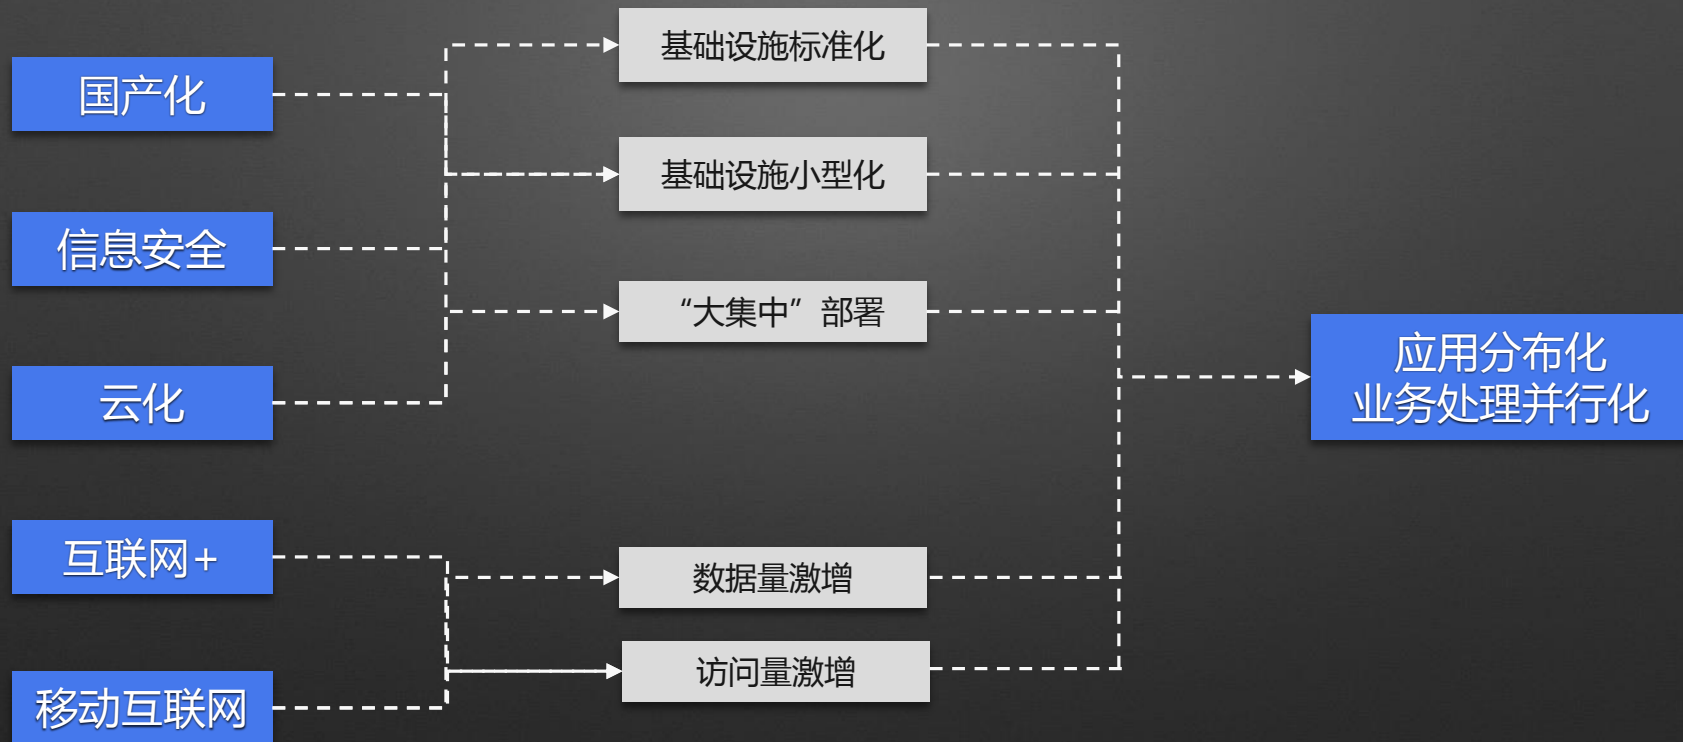 国产化
信息安全
云化
互联网+
移动互联网
基础设施标准化
基础设施小型化
“大集中”部署
数据量激增
访问量激增
应用分布化
业务处理并行化